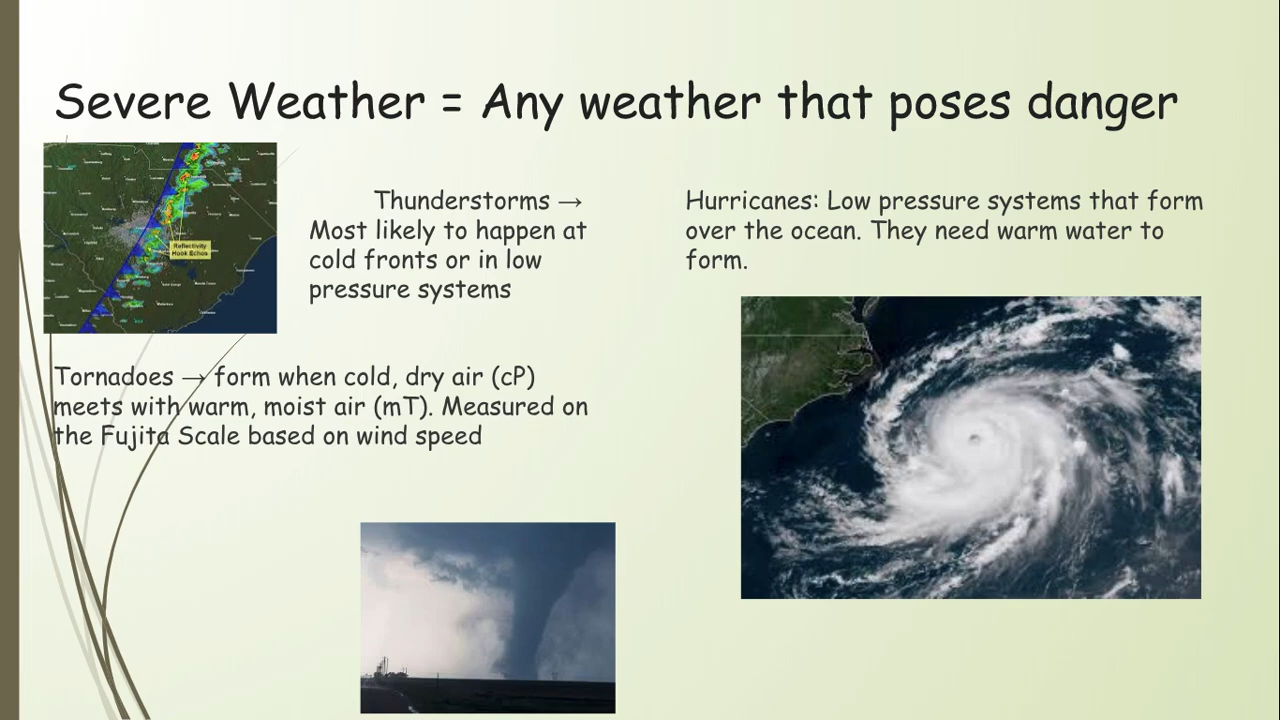 Severe Weather = Any weather that poses danger
Reflectivity
Hook Echos
Thunderstorms →
Most likely to happen at
cold fronts or in low
pressure systems
Tornadoes → form when cold, dry air (cP)
meets with warm, moist air (mT). Measured on
the Fujita Scale based on wind speed
Hurricanes: Low pressure systems that form
over the ocean. They need warm water to
form.